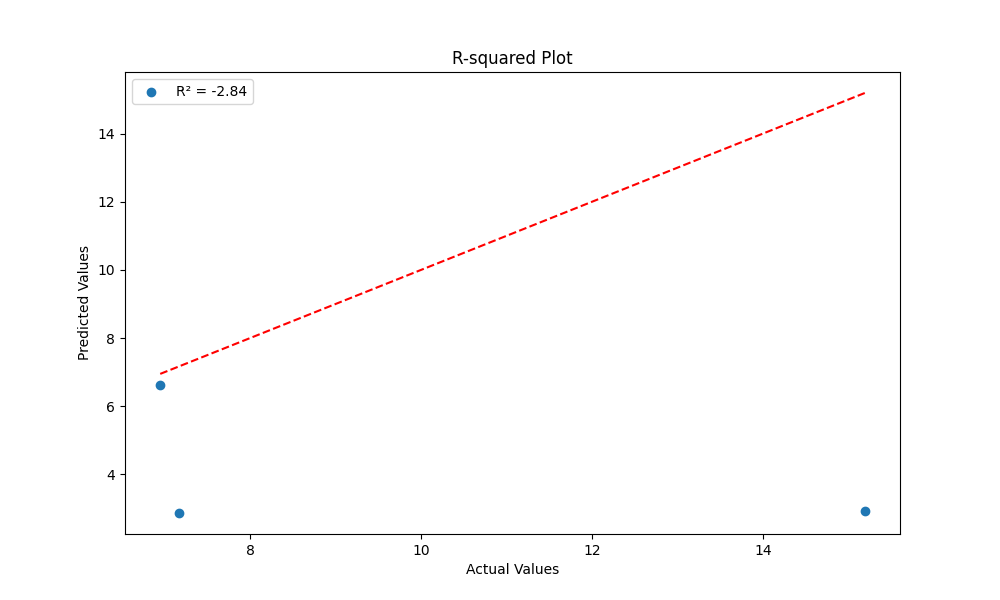 R-squared Plot
R² = -2.84
14
12
10
8
6
4
Predicted Values
8 10 12 14
Actual Values